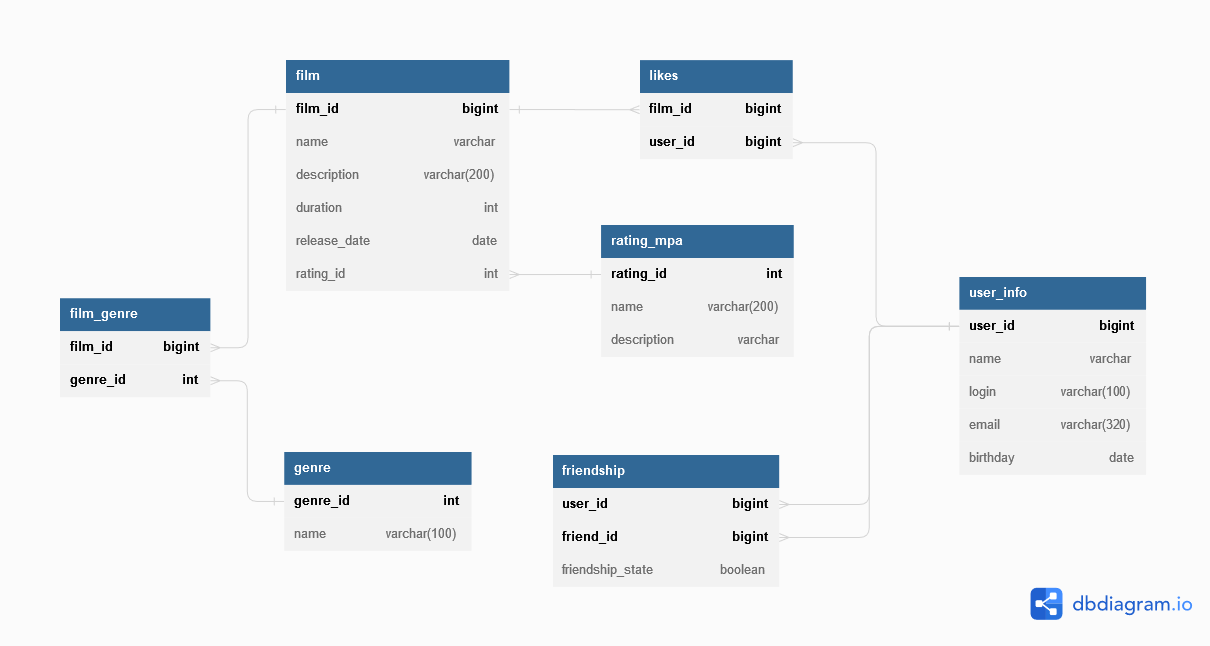 film
film_id bigint
name varchar
description varchar(200)
duration int
release_date date
rating_id int
likes
film_id bigint
user_id bigint
rating_mpa
rating_id int
name varchar(200)
description varchar
user_info
user_id bigint
name varchar
login varchar(100)
email varchar(320)
birthday date
film_genre
film_id bigint
genre_id int
genre
genre_id int
name varchar(100)
friendship
user_id bigint
friend_id bigint
friendship_state boolean
dbdiagram.io